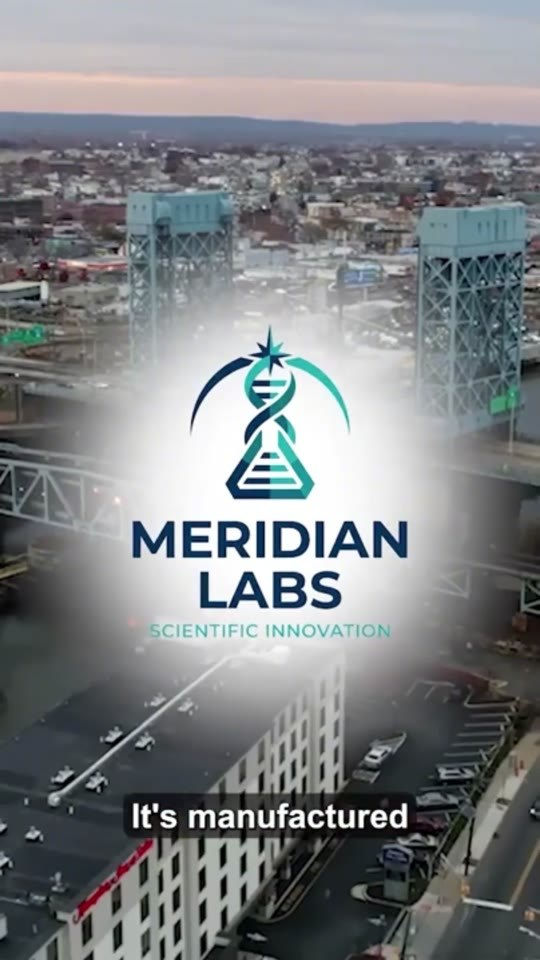 MERIDIAN
LABS
SCIENTIFIC INNOVATION
It's manufactured